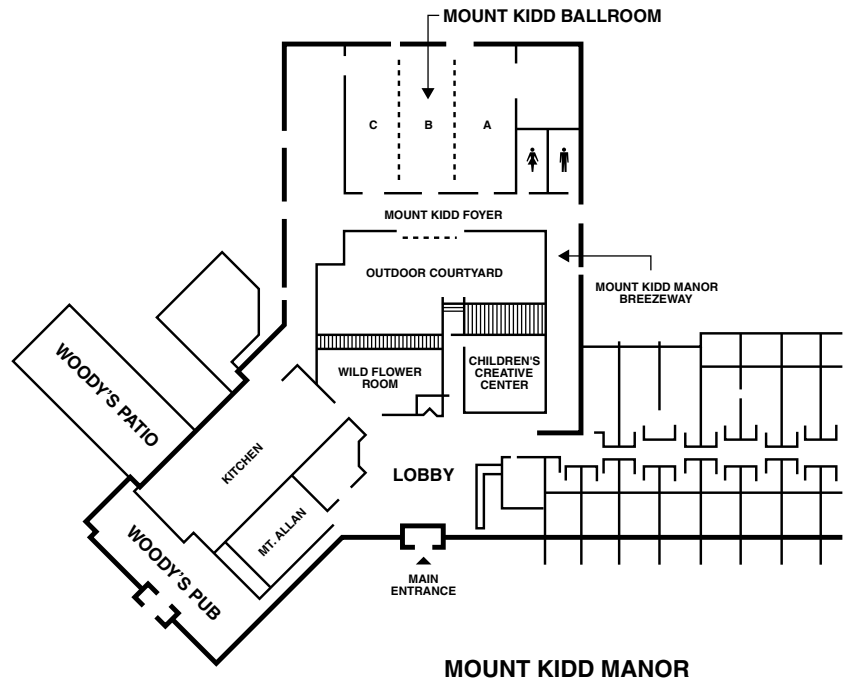 MOUNT KIDD BALLROOM
C
B
A
MOUNT KIDD FOYER
OUTDOOR COURTYARD
MOUNT KIDD MANOR
BREEZEWAY
WOODY'S PATIO
WILD FLOWER
ROOM
CHILDREN'S
CREATIVE
CENTER
KITCHEN
LOBBY
MT. ALLAN
WOODY'S PUB
MAIN
ENTRANCE
MOUNT KIDD MANOR